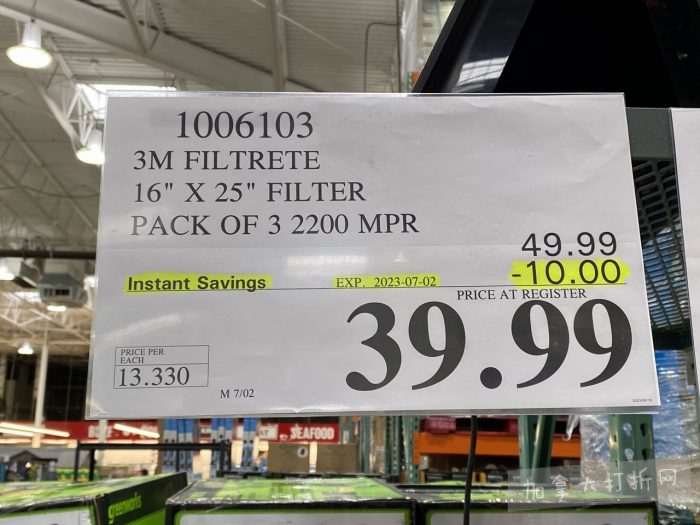 1006103
3M FILTRETE
16" X 25" FILTER
PACK OF 3 2200 MPR
49.99
Instant Savings EXP. 2023-07-02 -10.00
PRICE AT REGISTER
39.99
PRICE PER
EACH
13.330
M 7/02
SEAFOOD
greenworks
加拿大打折网